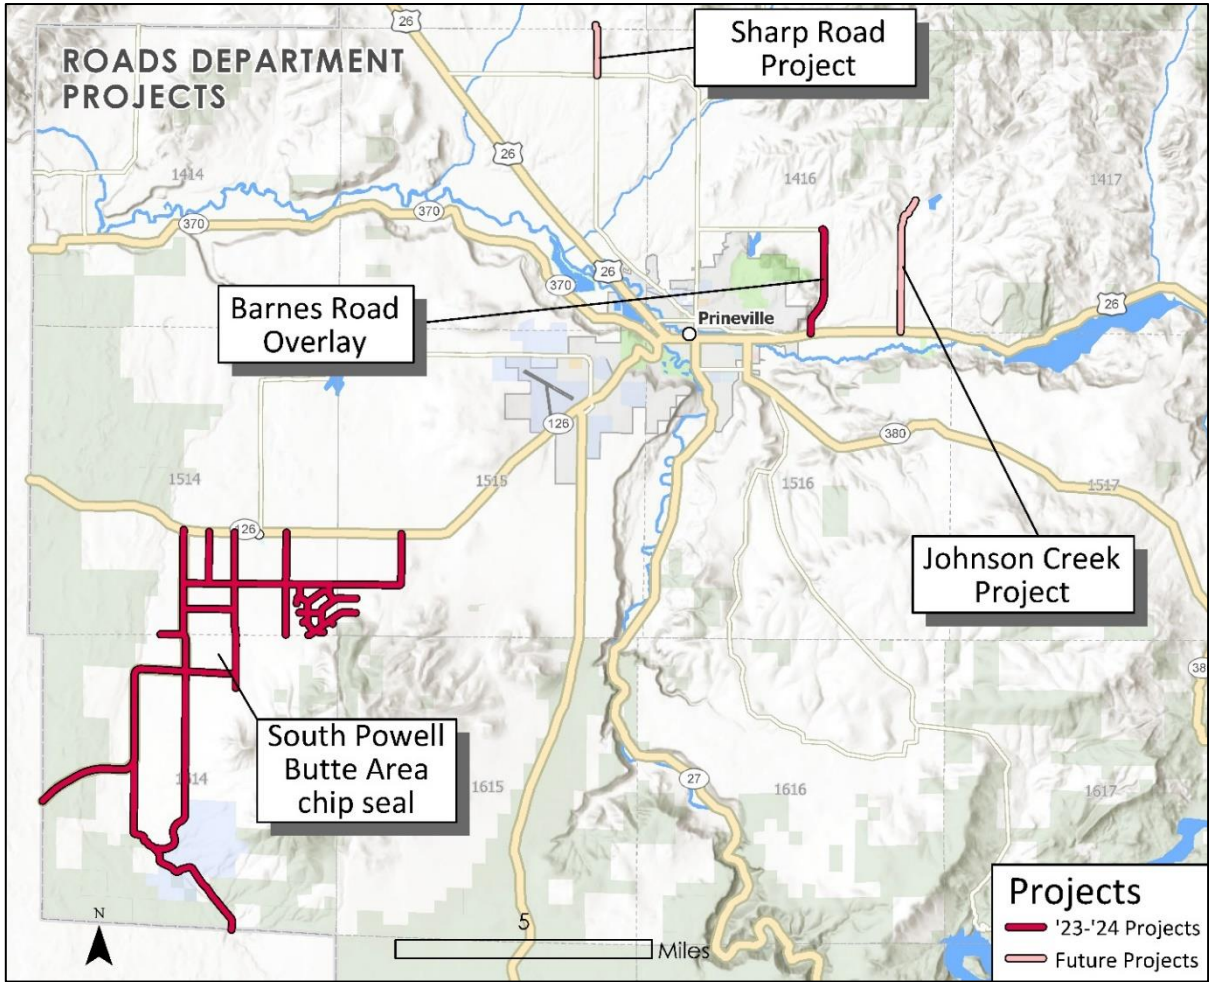 ROADS DEPARTMENT
PROJECTS
26
Sharp Road
Project
26
1414
1416
1417
370
370
26
370
26
Barnes Road
Overlay
Prineville
126
380
1514
1515
1516
1517
126
Johnson Creek
Project
38
South Powell
Butte Area
chip seal
1614
1615
27
1616
1617
Projects
'23-'24 Projects
Future Projects
N
5
Miles